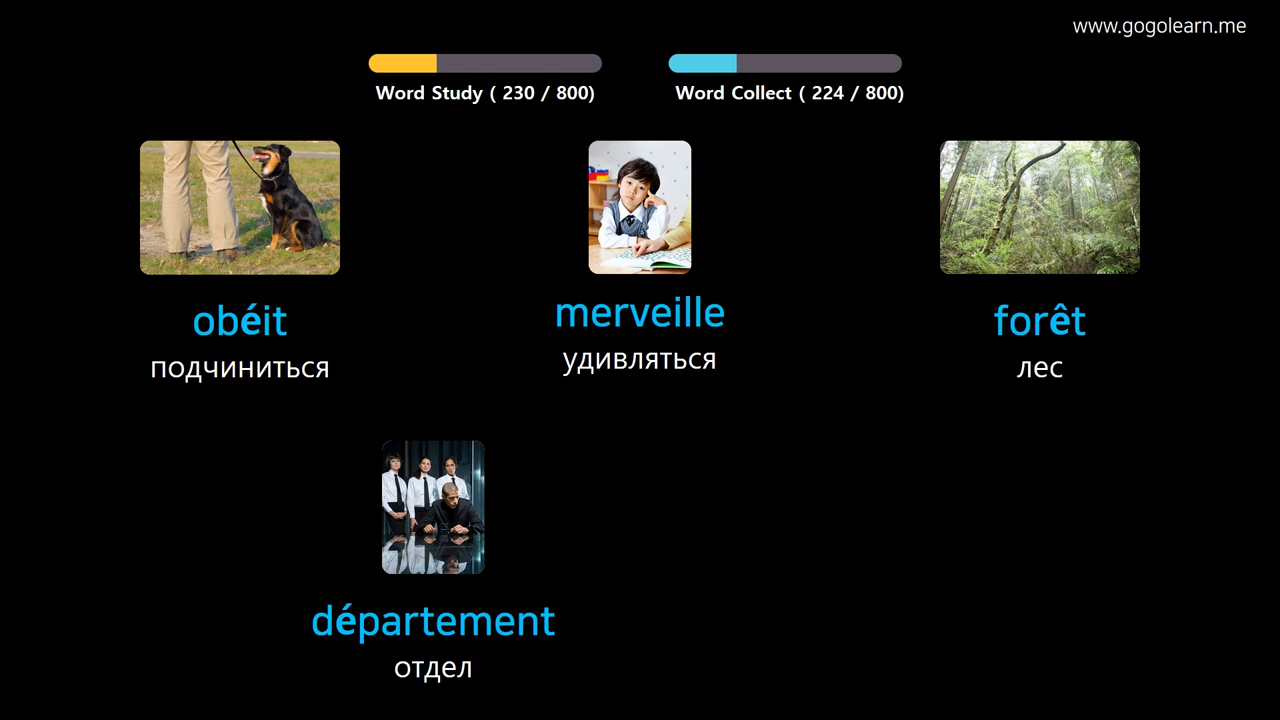 www.gogolearn.me
Word Study ( 230 / 800)
Word Collect ( 224 / 800)
obéit
подчиниться
merveille
удивляться
forêt
лес
département
отдел